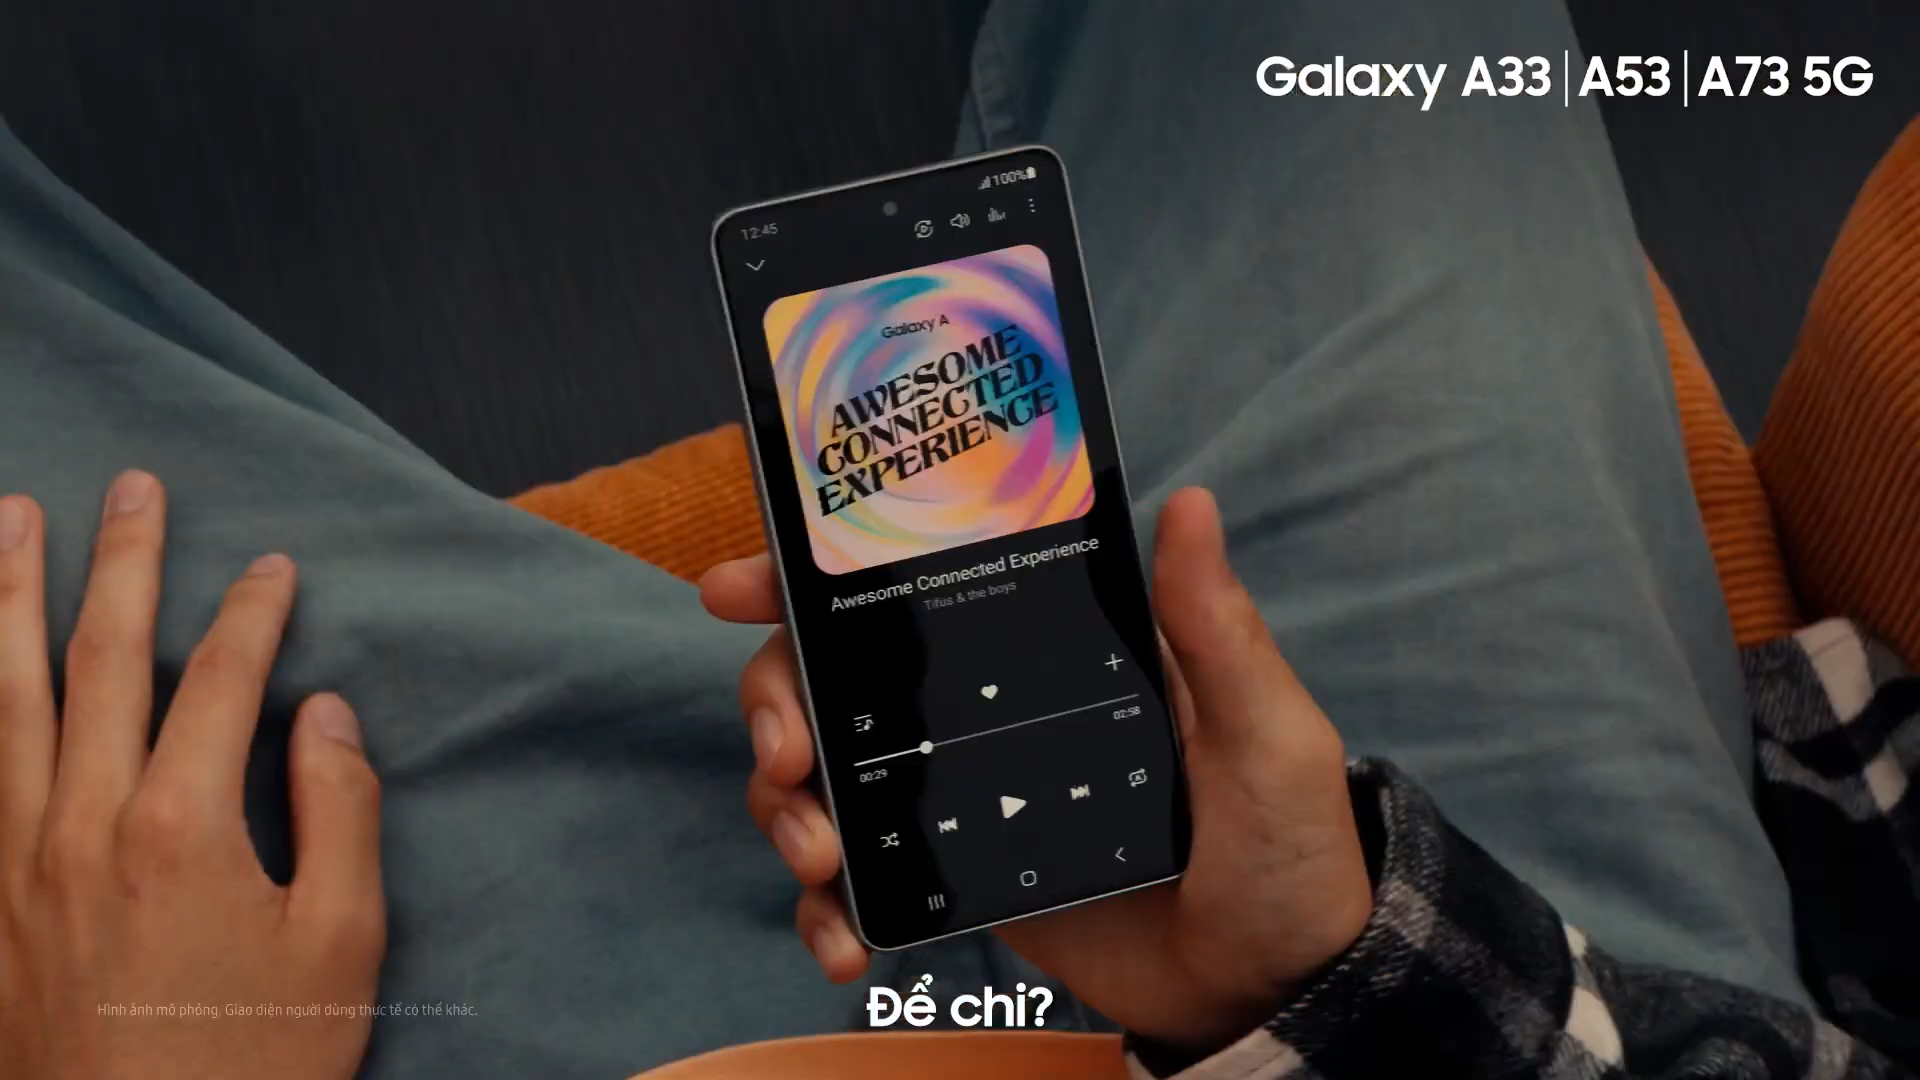 Galaxy A33|A53|A73 5G
100%
12:45
Galaxy A
AWESOME
CONNECTED
EXPERIENCE
Awesome Connected Experience
Titus & the boys
00:29
02:58
Hình ảnh mô phỏng. Giao diện người dùng thực tế có thể khác.
Để chi?